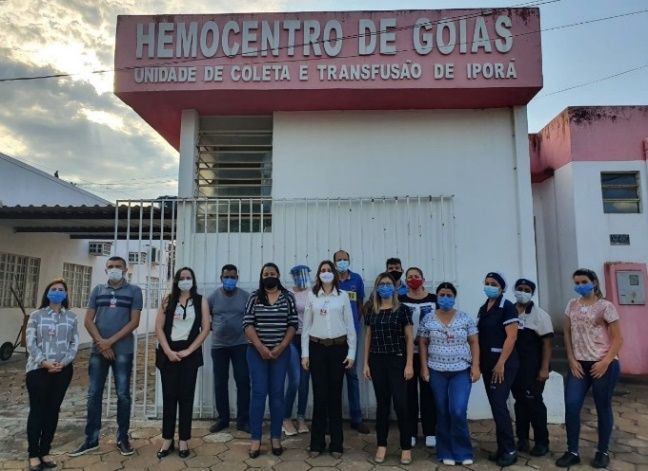 HEMOCENTRO DE GOIÁS
UNIDADE DE COLETA E TRANSFUSÃO DE IPORÁ